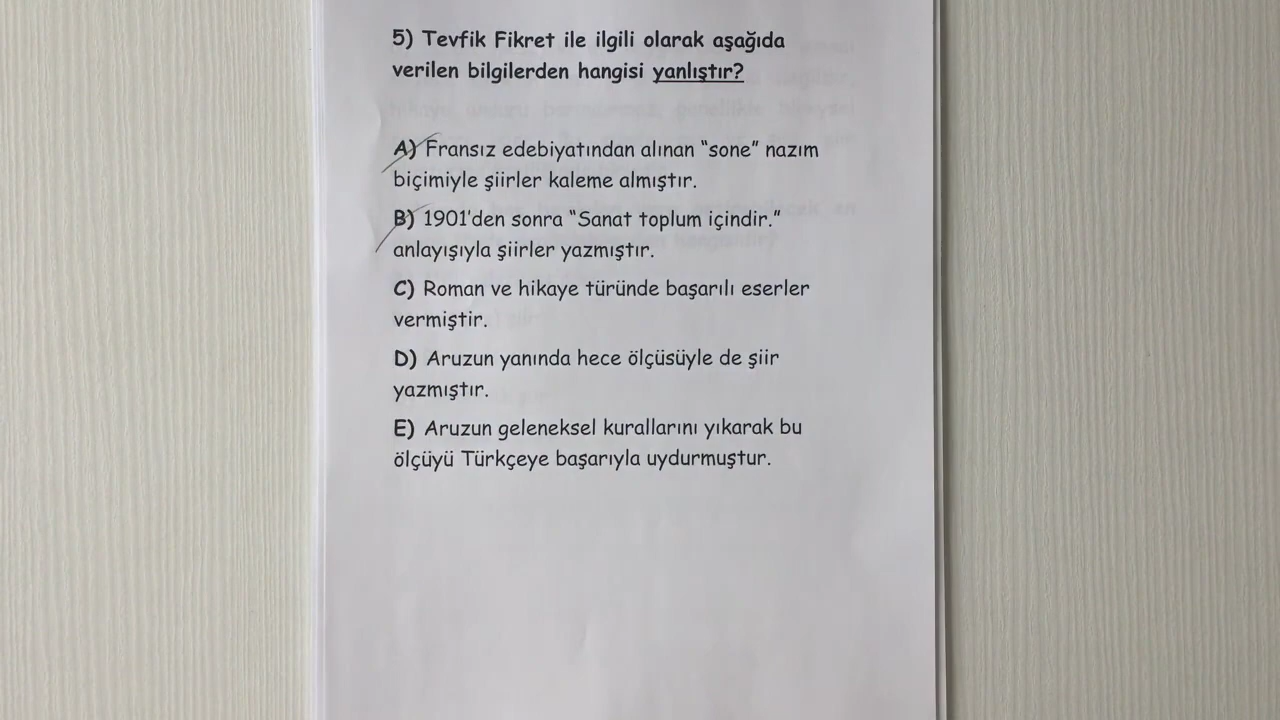 5) Tevfik Fikret ile ilgili olarak aşağıda
verilen bilgilerden hangisi yanlıştır?
A) Fransız edebiyatından alınan “sone” nazım
biçimiyle şiirler kaleme almıştır.
B) 1901’den sonra “Sanat toplum içindir.”
anlayışıyla şiirler yazmıştır.
C) Roman ve hikaye türünde başarılı eserler
vermiştir.
D) Aruzun yanında hece ölçüsüyle de şiir
yazmıştır.
E) Aruzun geleneksel kurallarını yıkarak bu
ölçüyü Türkçeye başarıyla uydurmuştur.